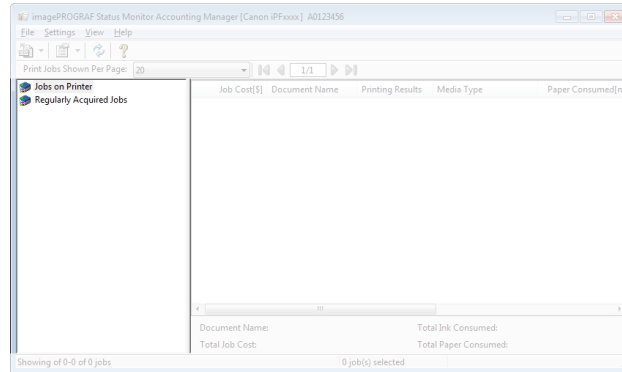 imagePROGRAF Status Monitor Accounting Manager [Canon iPFxxxx] A0123456
File Settings View Help
Print Jobs Shown Per Page: 20 1/1
Jobs on Printer
Regularly Acquired Jobs
Job Cost[$] Document Name Printing Results Media Type Paper Consumed[m
Document Name: Total Ink Consumed:
Total Job Cost: Total Paper Consumed:
Showing of 0-0 of 0 jobs 0 job(s) selected